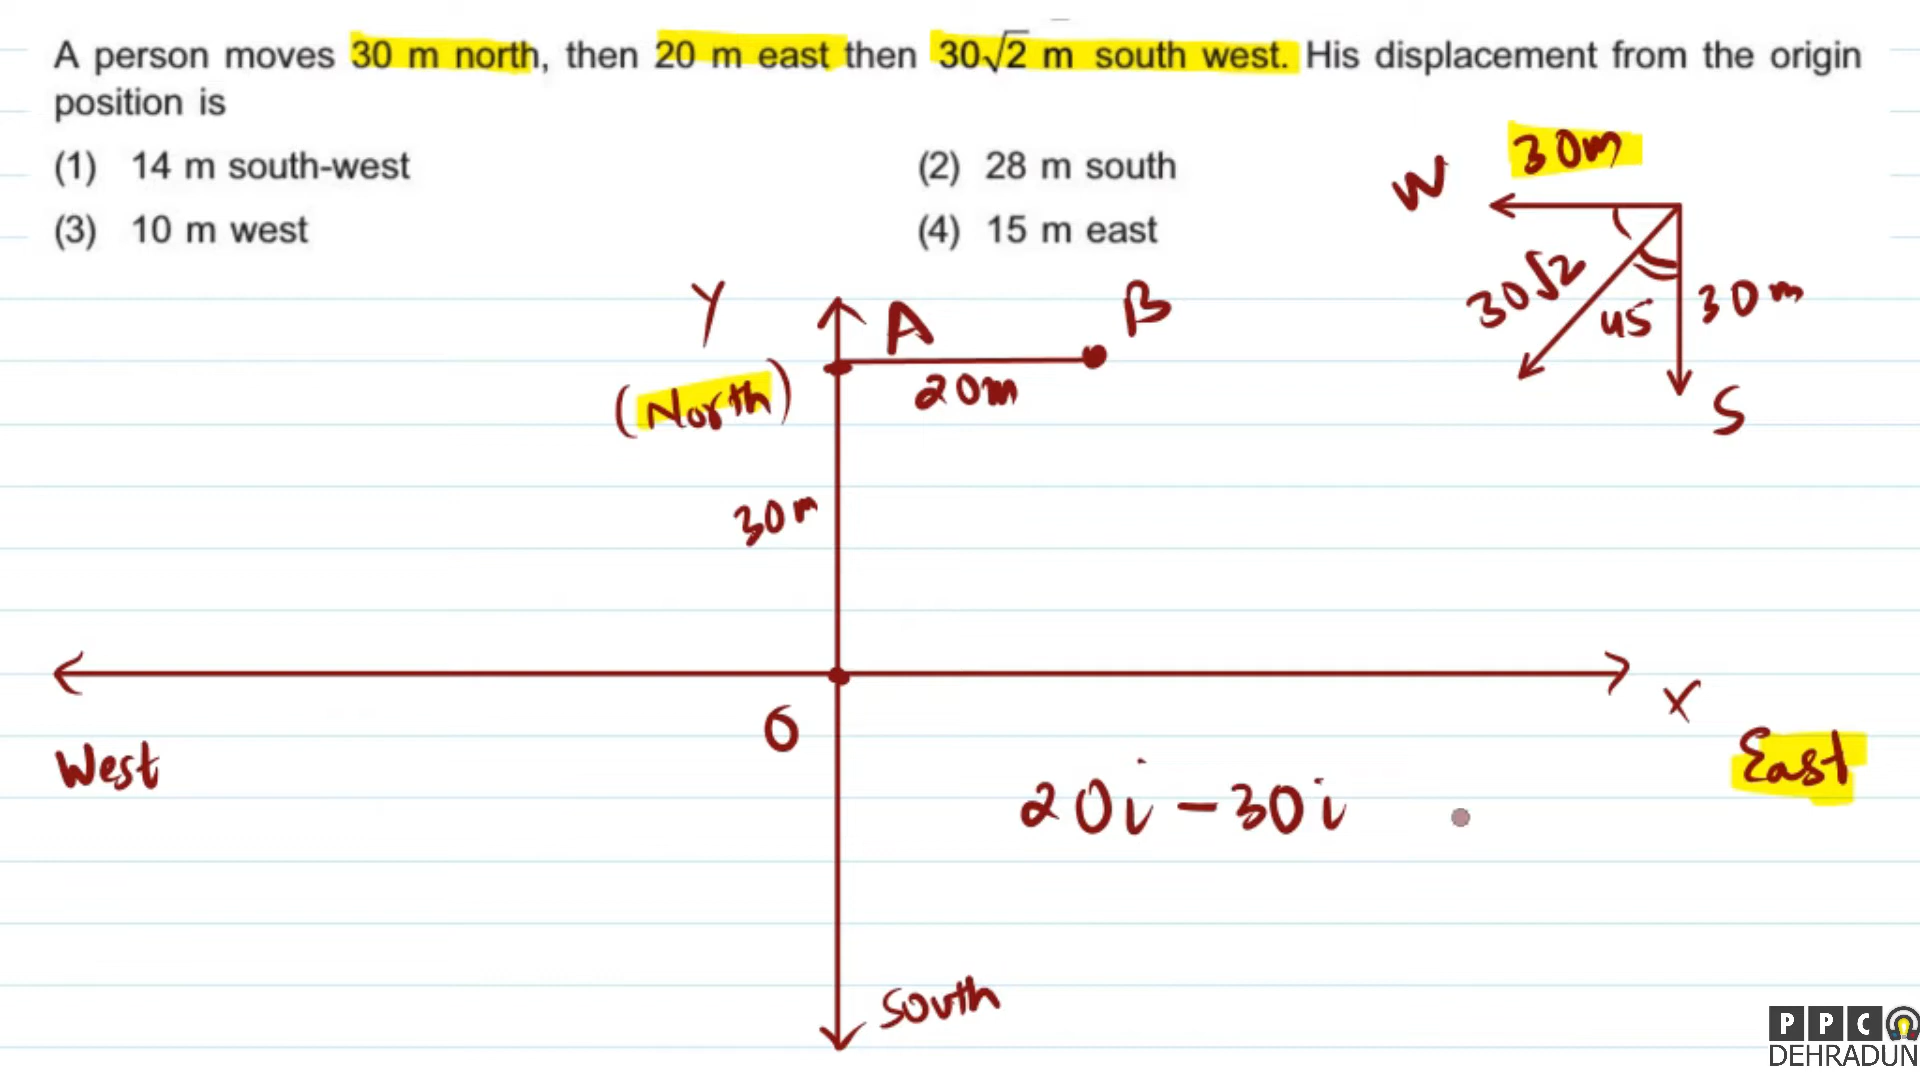 A person moves 30 m north, then 20 m east then 30√2 m south west. His displacement from the origin
position is
(1) 14 m south-west
(2) 28 m south
(3) 10 m west
(4) 15 m east
30m
W
30√2
45
30m
S
Y
A
B
(North)
20m
30m
O
X
West
East
20i - 30i
South
PPC
DEHRADUN